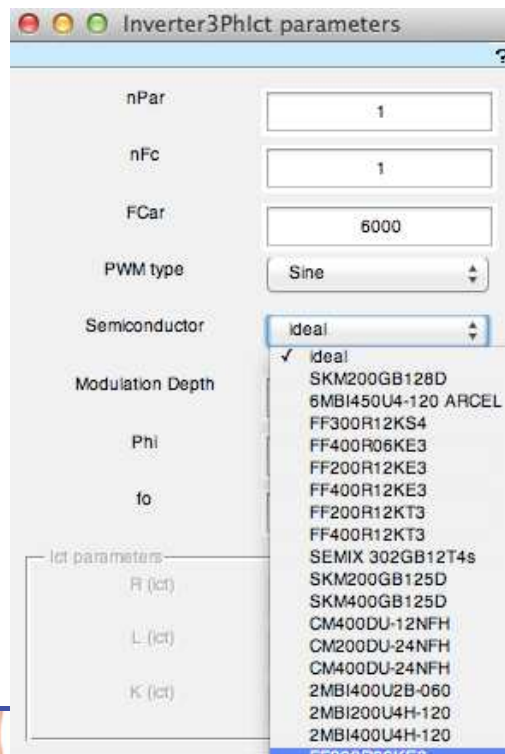 Inverter3PhIct parameters
?
nPar
1
nFc
1
FCar
6000
PWM type
Sine
Semiconductor
ideal
✓ ideal
SKM200GB128D
6MBI450U4-120 ARCEL
FF300R12KS4
FF400R06KE3
FF200R12KE3
FF400R12KE3
FF200R12KT3
FF400R12KT3
SEMIX 302GB12T4s
SKM200GB125D
SKM400GB125D
CM400DU-12NFH
CM200DU-24NFH
CM400DU-24NFH
2MBI400U2B-060
2MBI200U4H-120
2MBI400U4H-120
Modulation Depth
Phi
fo
Ict parameters
R (ict)
L (ict)
K (ict)